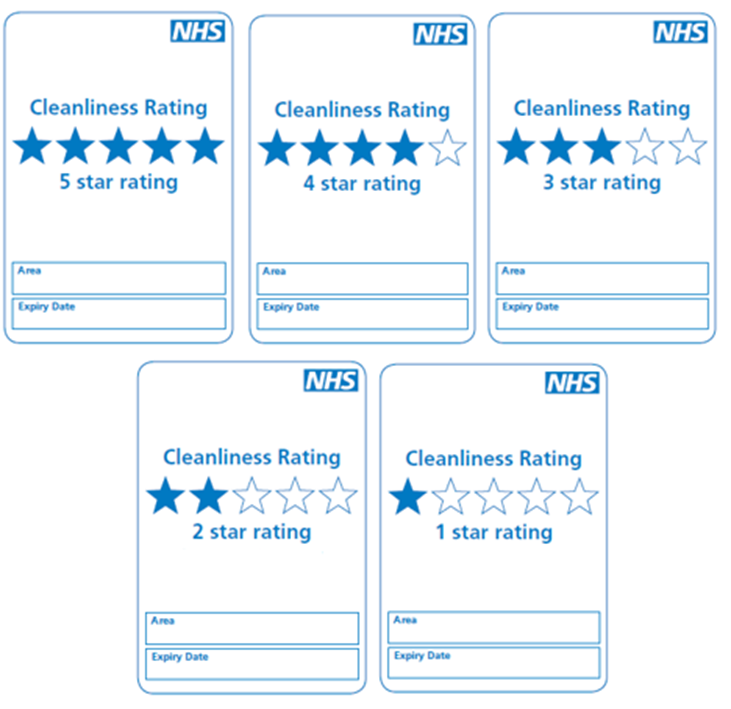 NHS
Cleanliness Rating
5 star rating
Area
Expiry Date
NHS
Cleanliness Rating
4 star rating
Area
Expiry Date
NHS
Cleanliness Rating
3 star rating
Area
Expiry Date
NHS
Cleanliness Rating
2 star rating
Area
Expiry Date
NHS
Cleanliness Rating
1 star rating
Area
Expiry Date